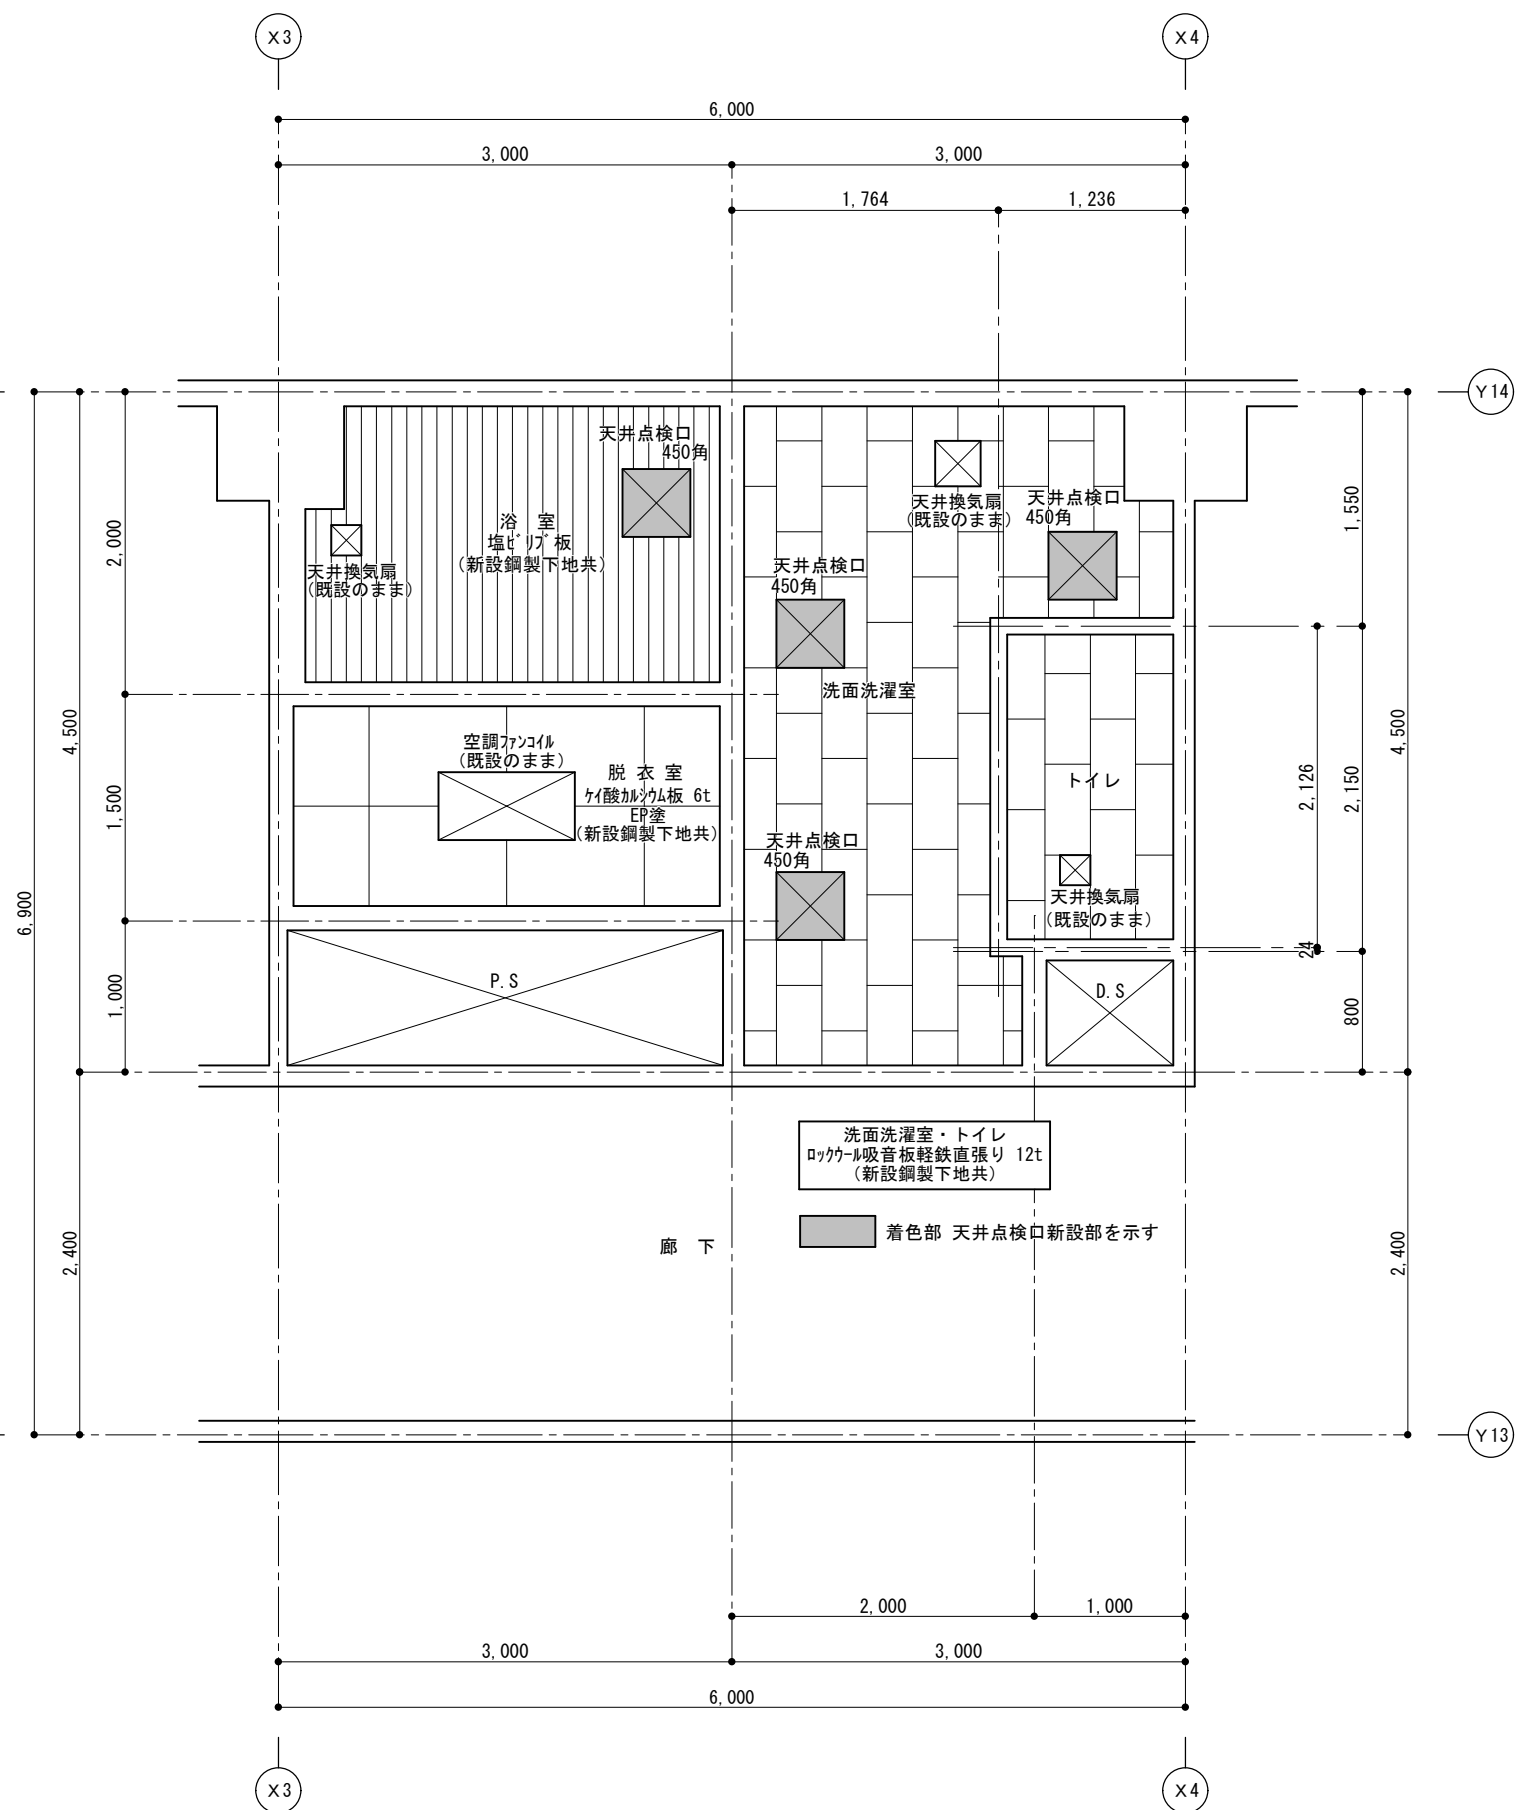 X3
X4
6,000
3,000
3,000
1,764
1,236
Y14
天井点検口
450角
浴 室
塩ビリブ板
(新設鋼製下地共)
天井換気扇
(既設のまま)
天井換気扇
(既設のまま)
天井点検口
450角
天井点検口
450角
洗面洗濯室
2,000
1,550
4,500
1,500
6,900
1,000
空調ファンコイル
(既設のまま)
脱 衣 室
ケイ酸カルシウム板 6t
EP塗
(新設鋼製下地共)
天井点検口
450角
トイレ
天井換気扇
(既設のまま)
2,126
2,150
4,500
24
800
P.S
D.S
洗面洗濯室・トイレ
ロックウール吸音板軽鉄直張り 12t
(新設鋼製下地共)
着色部 天井点検口新設部を示す
廊 下
2,400
2,400
Y13
2,000
1,000
3,000
3,000
6,000
X3
X4